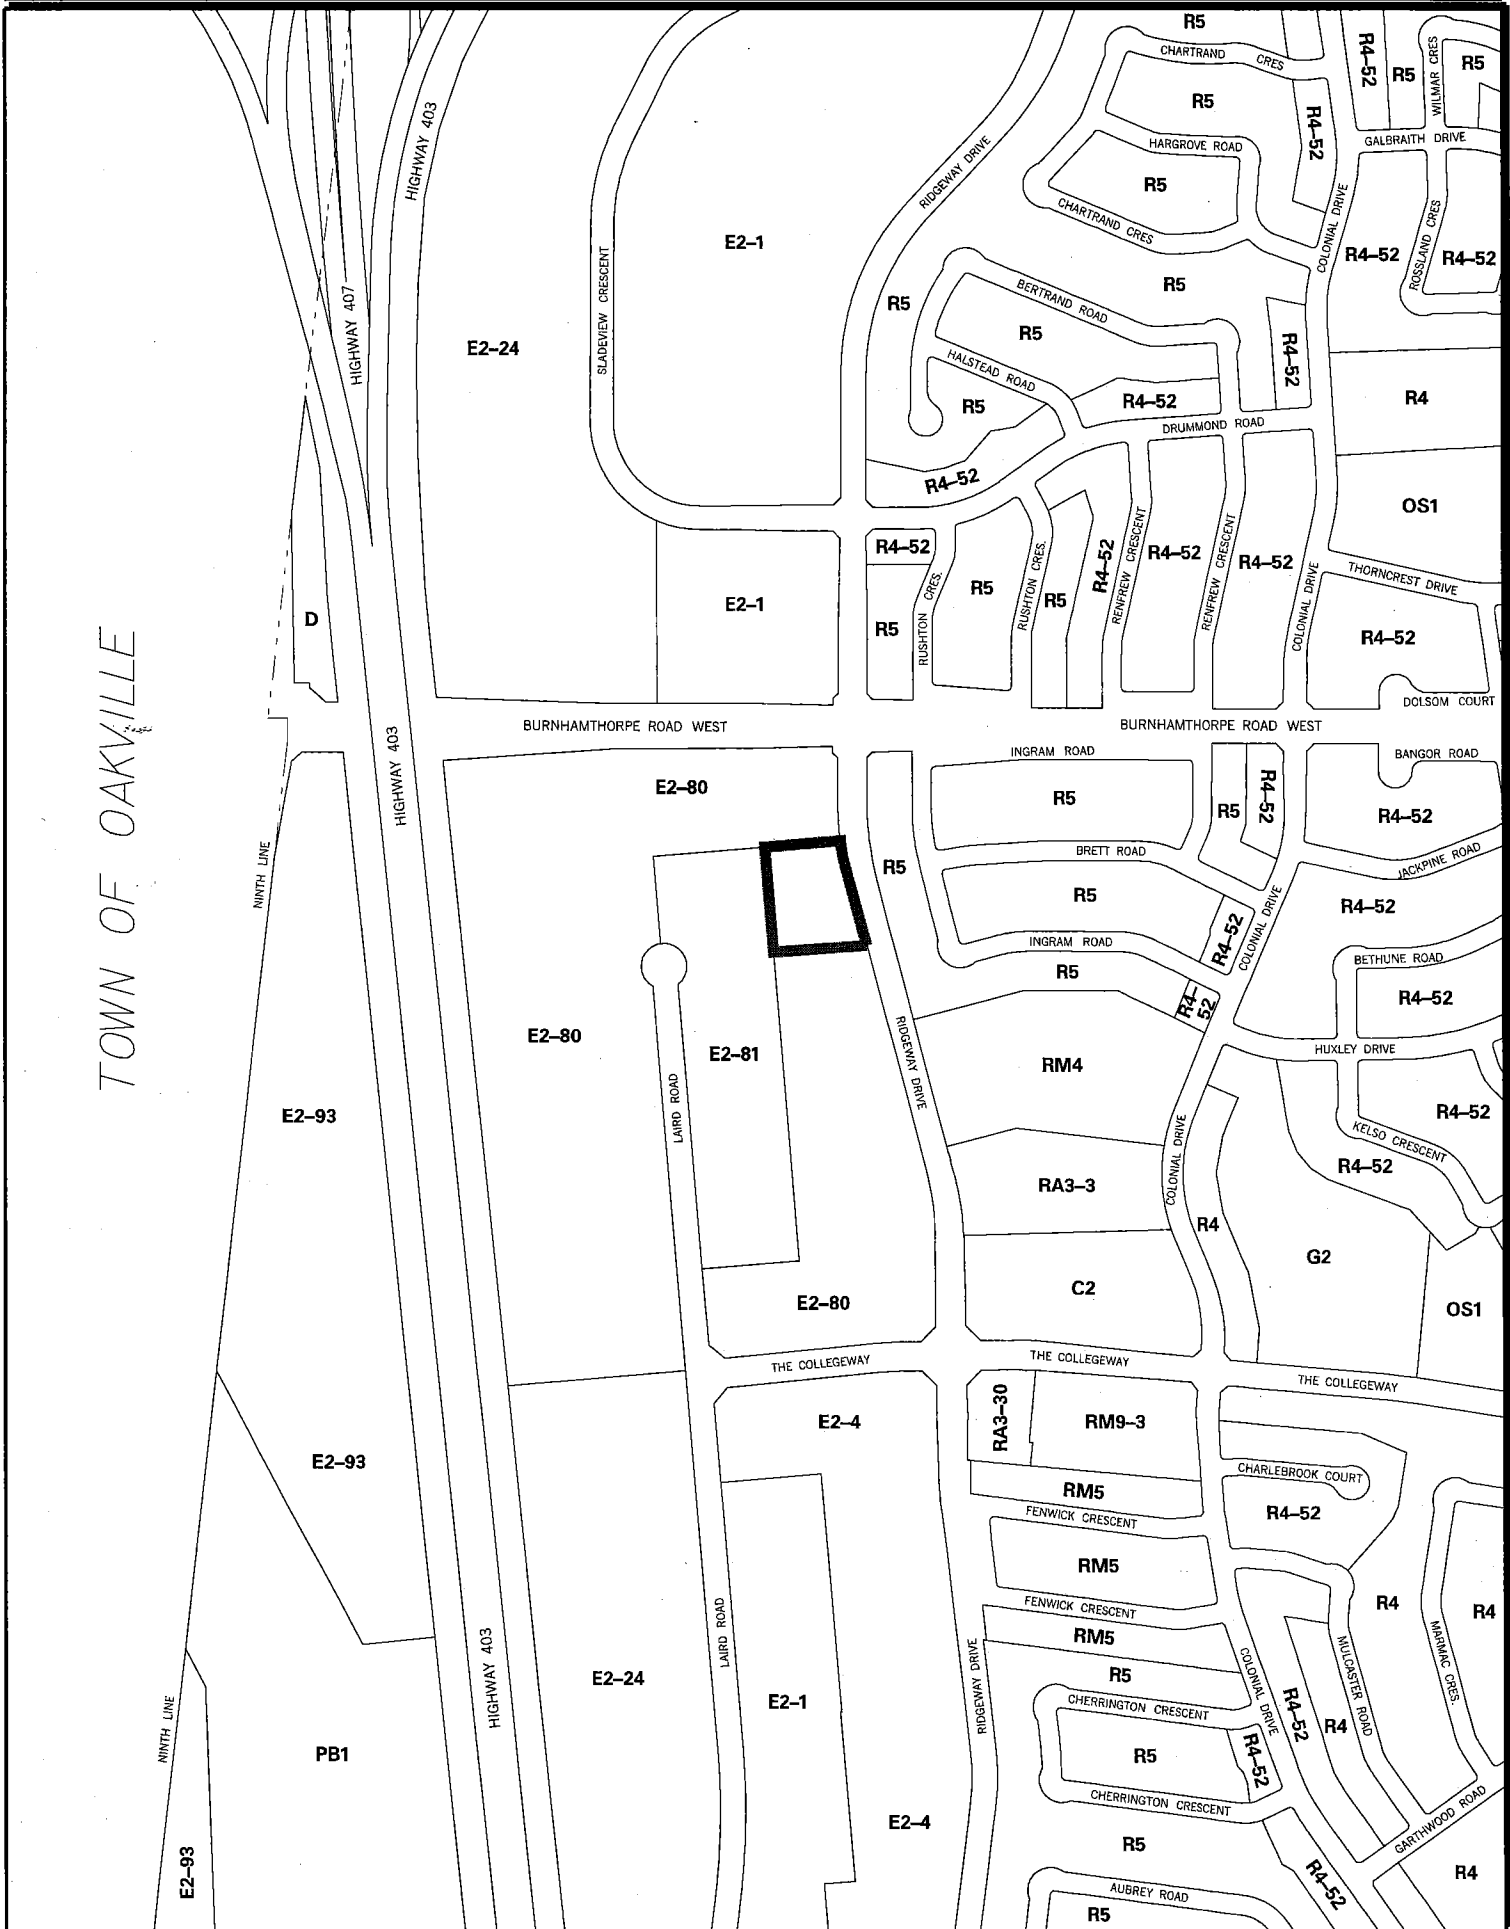 R5
CHARTRAND CRES
R4–52
R5
WILMAR CRES
R5
R5
R4–52
GALBRAITH DRIVE
HIGHWAY 403
RIDGEWAY DRIVE
HARGROVE ROAD
R5
CHARTRAND CRES
COLONIAL DRIVE
ROSSLAND CRES
E2–1
R4–52
R4–52
SLADEVIEW CRESCENT
HIGHWAY 407
R5
BERTRAND ROAD
R5
R5
E2–24
HALSTEAD ROAD
R4–52
R5
R4–52
R4
DRUMMOND ROAD
R4–52
OS1
R4–52
RUSHTON CRES.
R5
RUSHTON CRES.
R5
R4–52
RENFREW CRESCENT
R4–52
RENFREW CRESCENT
R4–52
COLONIAL DRIVE
THORNCREST DRIVE
E2–1
D
R5
R4–52
DOLSOM COURT
BURNHAMTHORPE ROAD WEST
BURNHAMTHORPE ROAD WEST
TOWN OF OAKVILLE
HIGHWAY 403
INGRAM ROAD
BANGOR ROAD
E2–80
R5
R5
R4–52
R4–52
NINTH LINE
R5
BRETT ROAD
JACKPINE ROAD
R5
R4–52
COLONIAL DRIVE
R4–52
INGRAM ROAD
BETHUNE ROAD
R5
R4–
52
R4–52
E2–80
E2–81
RIDGEWAY DRIVE
RM4
HUXLEY DRIVE
LAIRD ROAD
E2–93
R4–52
KELSO CRESCENT
R4–52
COLONIAL DRIVE
RA3–3
R4
G2
C2
E2–80
OS1
THE COLLEGEWAY
THE COLLEGEWAY
THE COLLEGEWAY
E2–4
RA3–30
RM9–3
E2–93
CHARLEBROOK COURT
RM5
R4–52
FENWICK CRESCENT
RM5
FENWICK CRESCENT
R4
R4
RM5
LAIRD ROAD
HIGHWAY 403
RIDGEWAY DRIVE
COLONIAL DRIVE
MULCASTER ROAD
MARMAC CRES.
E2–24
R5
E2–1
CHERRINGTON CRESCENT
R4–52
R4
NINTH LINE
PB1
R5
R4–52
CHERRINGTON CRESCENT
E2–4
GARTHWOOD ROAD
R5
R4–52
R4
E2–93
AUBREY ROAD
R5